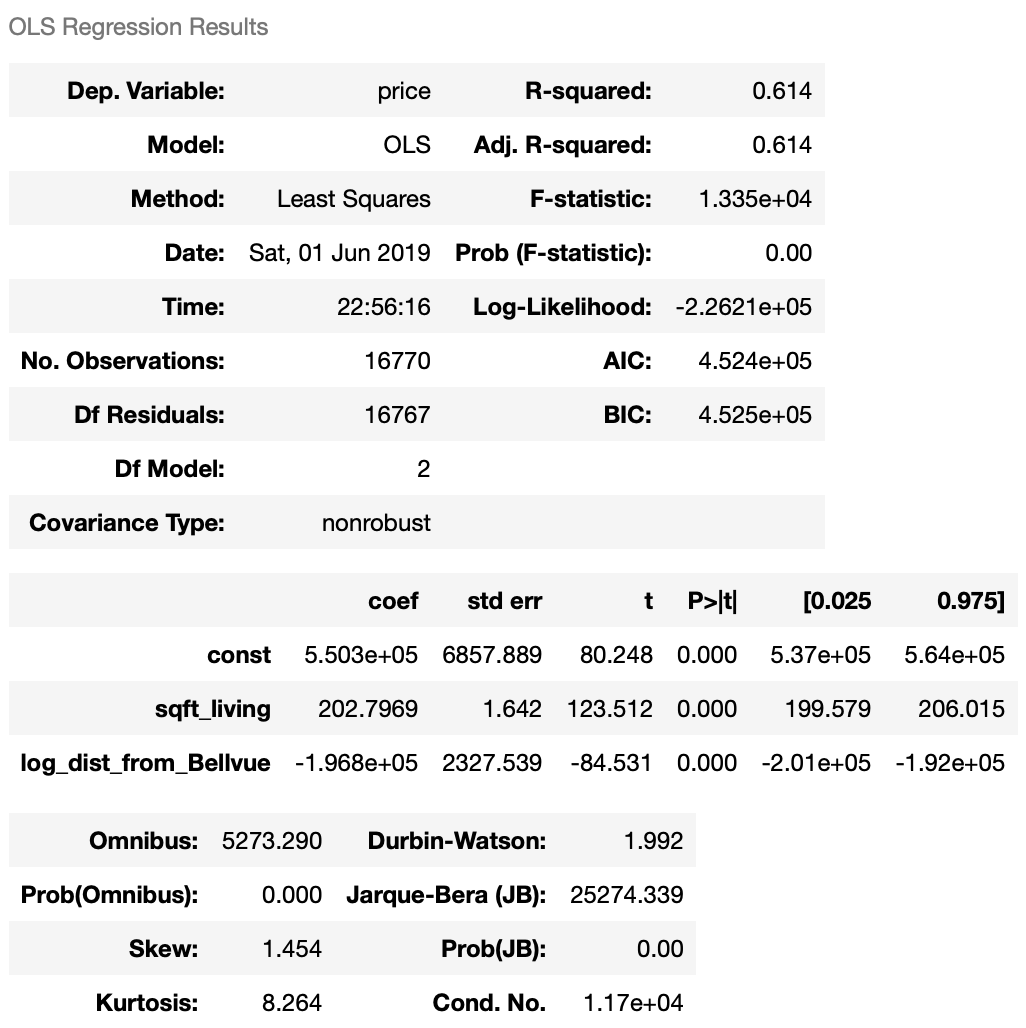 OLS Regression Results
Dep. Variable: price R-squared: 0.614
Model: OLS Adj. R-squared: 0.614
Method: Least Squares F-statistic: 1.335e+04
Date: Sat, 01 Jun 2019 Prob (F-statistic): 0.00
Time: 22:56:16 Log-Likelihood: -2.2621e+05
No. Observations: 16770 AIC: 4.524e+05
Df Residuals: 16767 BIC: 4.525e+05
Df Model: 2
Covariance Type: nonrobust
coef std err t P>|t| [0.025 0.975]
const 5.503e+05 6857.889 80.248 0.000 5.37e+05 5.64e+05
sqft_living 202.7969 1.642 123.512 0.000 199.579 206.015
log_dist_from_Bellvue -1.968e+05 2327.539 -84.531 0.000 -2.01e+05 -1.92e+05
Omnibus: 5273.290 Durbin-Watson: 1.992
Prob(Omnibus): 0.000 Jarque-Bera (JB): 25274.339
Skew: 1.454 Prob(JB): 0.00
Kurtosis: 8.264 Cond. No. 1.17e+04